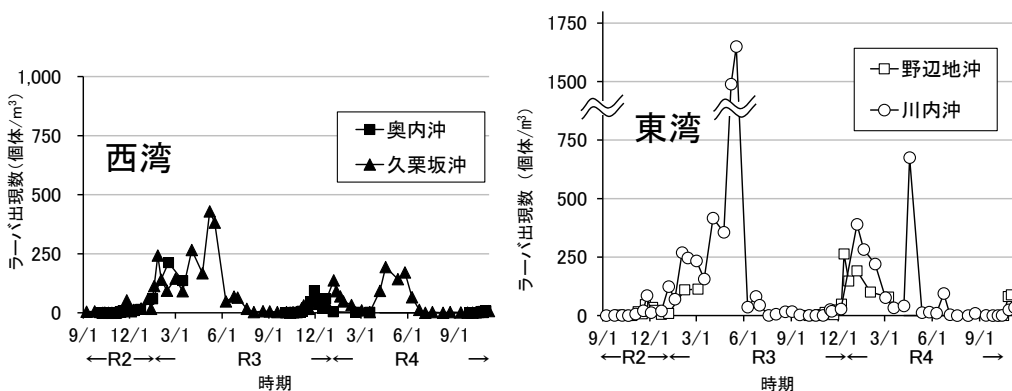 ラーバ出現数(個体/m³)
1,000
750
500
250
0
西湾
奥内沖
久栗坂沖
9/1 12/1 3/1 6/1 9/1 12/1 3/1 6/1 9/1
←R2→← R3 →← R4 →
時期
ラーバ出現数 (個体/㎥)
1750
1500
750
500
250
0
東湾
野辺地沖
川内沖
9/1 12/1 3/1 6/1 9/1 12/1 3/1 6/1 9/1
←R2→← R3 →← R4 →
時期